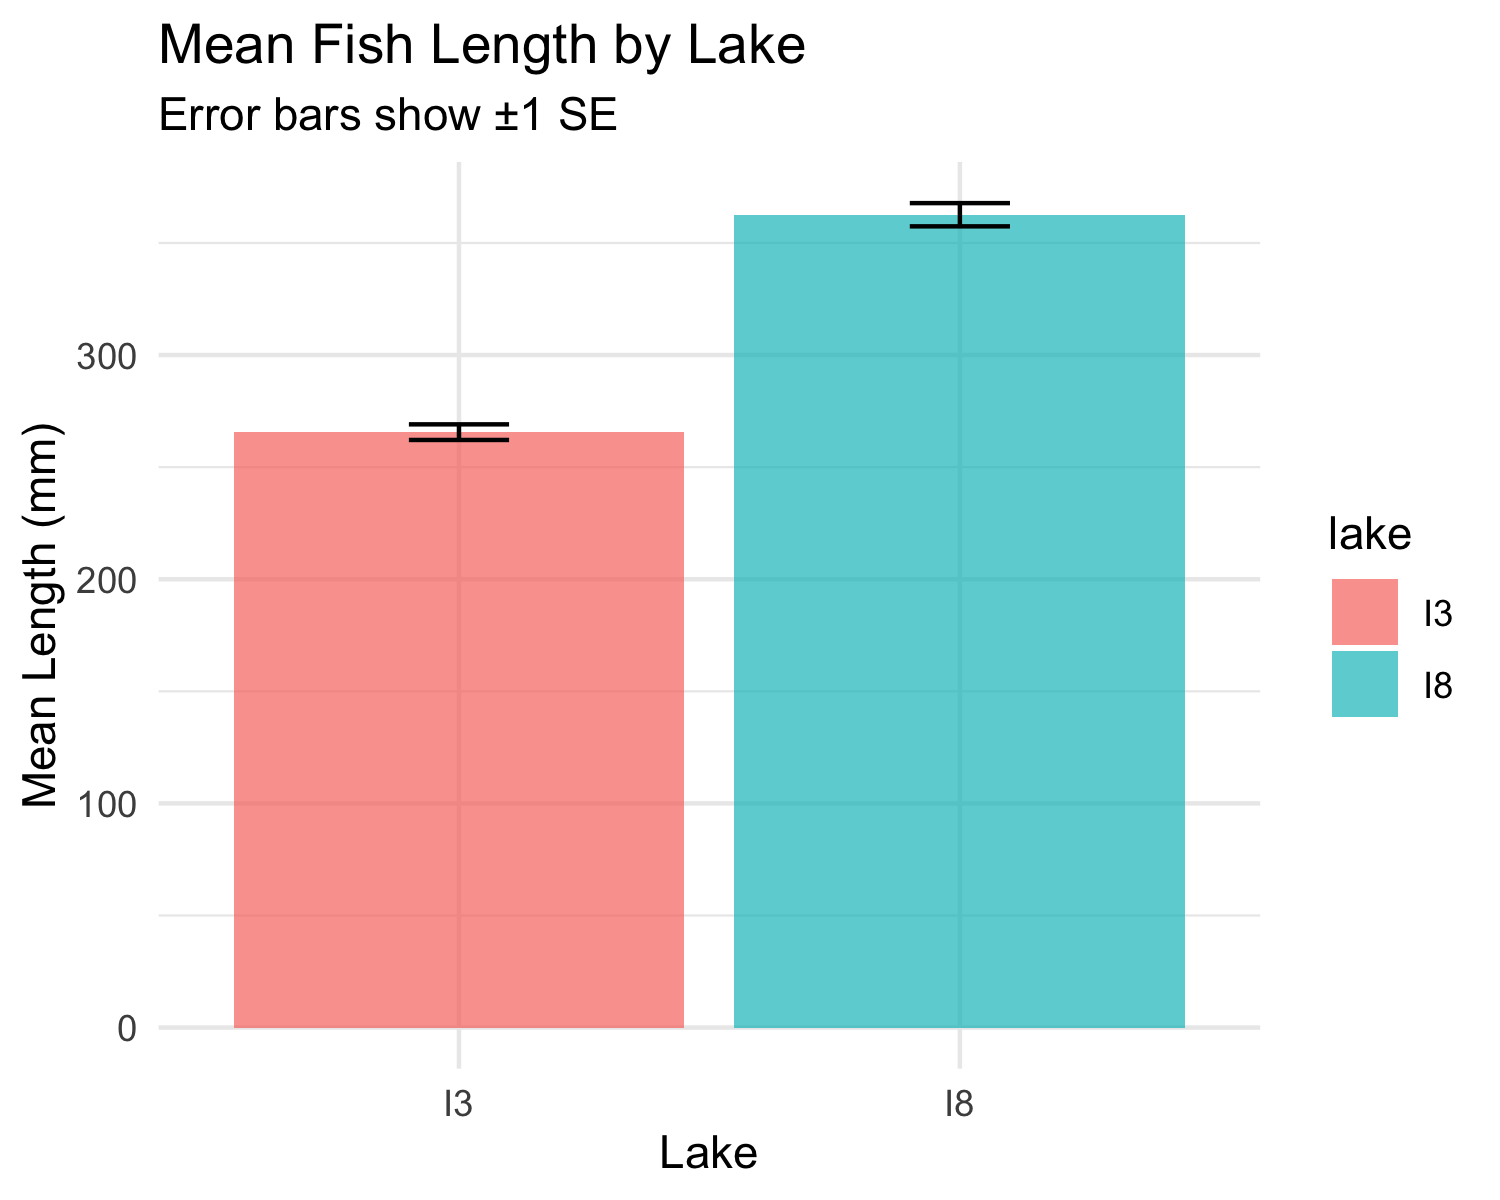 Mean Fish Length by Lake
Error bars show ±1 SE
Mean Length (mm)
300
200
100
0
I3
I8
Lake
lake
I3
I8